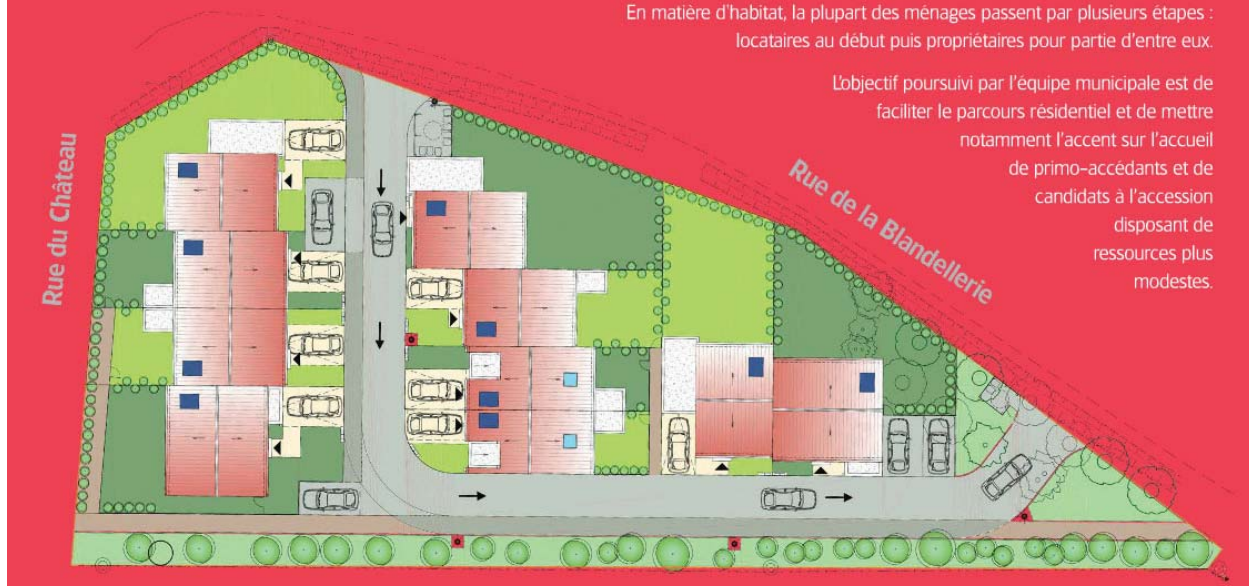 En matière d'habitat, la plupart des ménages passent par plusieurs étapes :
locataires au début puis propriétaires pour partie d'entre eux.
L'objectif poursuivi par l'équipe municipale est de
faciliter le parcours résidentiel et de mettre
notamment l'accent sur l'accueil
de primo-accédants et de
candidats à l'accession
disposant de
ressources plus
modestes.
Rue du Château
Rue de la Blandellerie